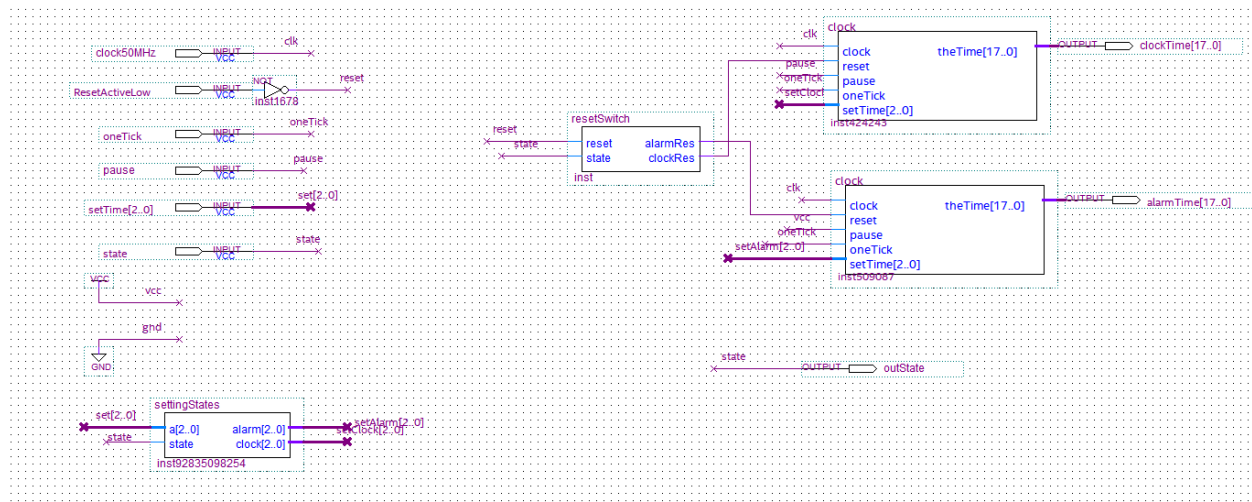 clk
clock50MHz
INPUT
VCC
NOT
reset
ResetActiveLow
INPUT
VCC
inst1678
oneTick
oneTick
INPUT
VCC
pause
pause
INPUT
VCC
set[2..0]
setTime[2..0]
INPUT
VCC
state
state
INPUT
VCC
VCC
vcc
gnd
GND
settingStates
set[2..0]
a[2..0]
alarm[2..0]
setAlarm[2..0]
state
state
clock[2..0]
setClock[2..0]
inst92835098254
resetSwitch
reset
reset
alarmRes
state
state
clockRes
inst
clock
clk
clock
theTime[17..0]
OUTPUT
clockTime[17..0]
reset
pause
pause
oneTick
oneTick
setTime[2..0]
inst424243
clock
clk
clock
theTime[17..0]
OUTPUT
alarmTime[17..0]
reset
vcc
pause
oneTick
oneTick
setAlarm[2..0]
setTime[2..0]
inst509087
state
OUTPUT
outState